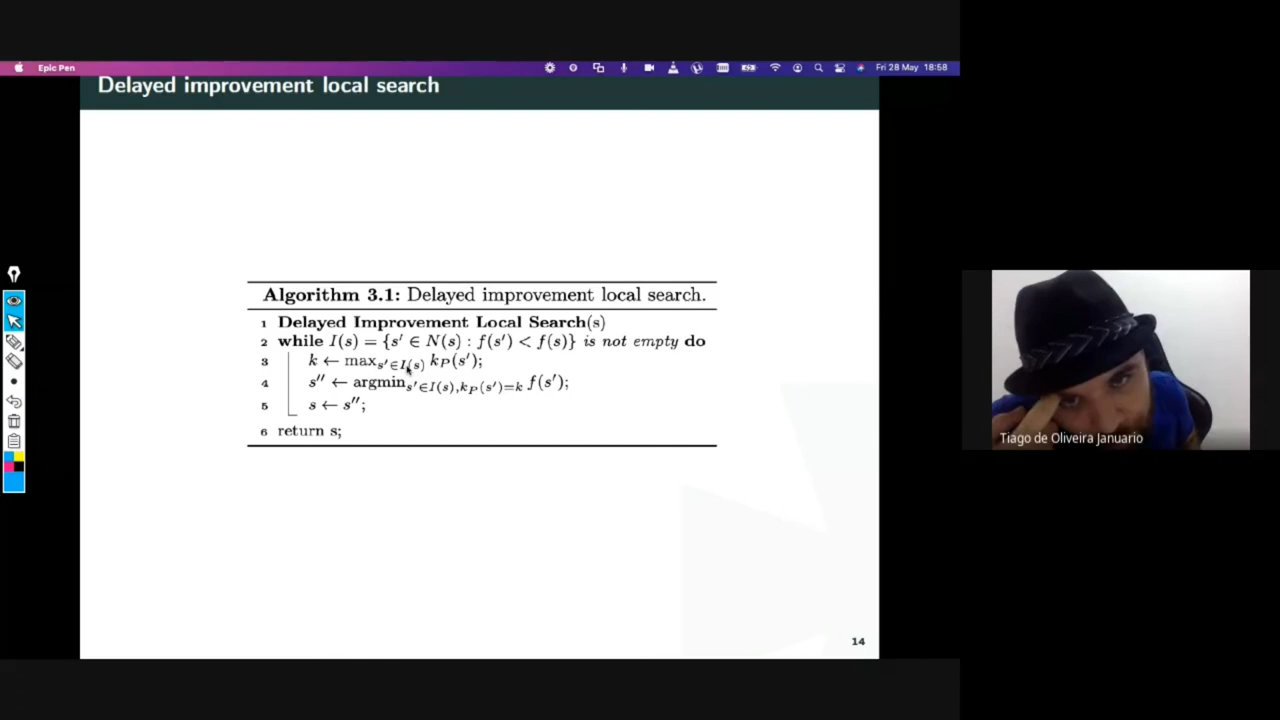 Epic Pen
Fri 28 May 18:58
Delayed improvement local search
Algorithm 3.1: Delayed improvement local search.
1 Delayed Improvement Local Search(s)
2 while I(s) = {s′ ∈ N(s) : f(s′) < f(s)} is not empty do
3 k ← max_{s′∈I(s)} k_P(s′);
4 s″ ← argmin_{s′∈I(s),k_P(s′)=k} f(s′);
5 s ← s″;
6 return s;
14
Tiago de Oliveira Januario